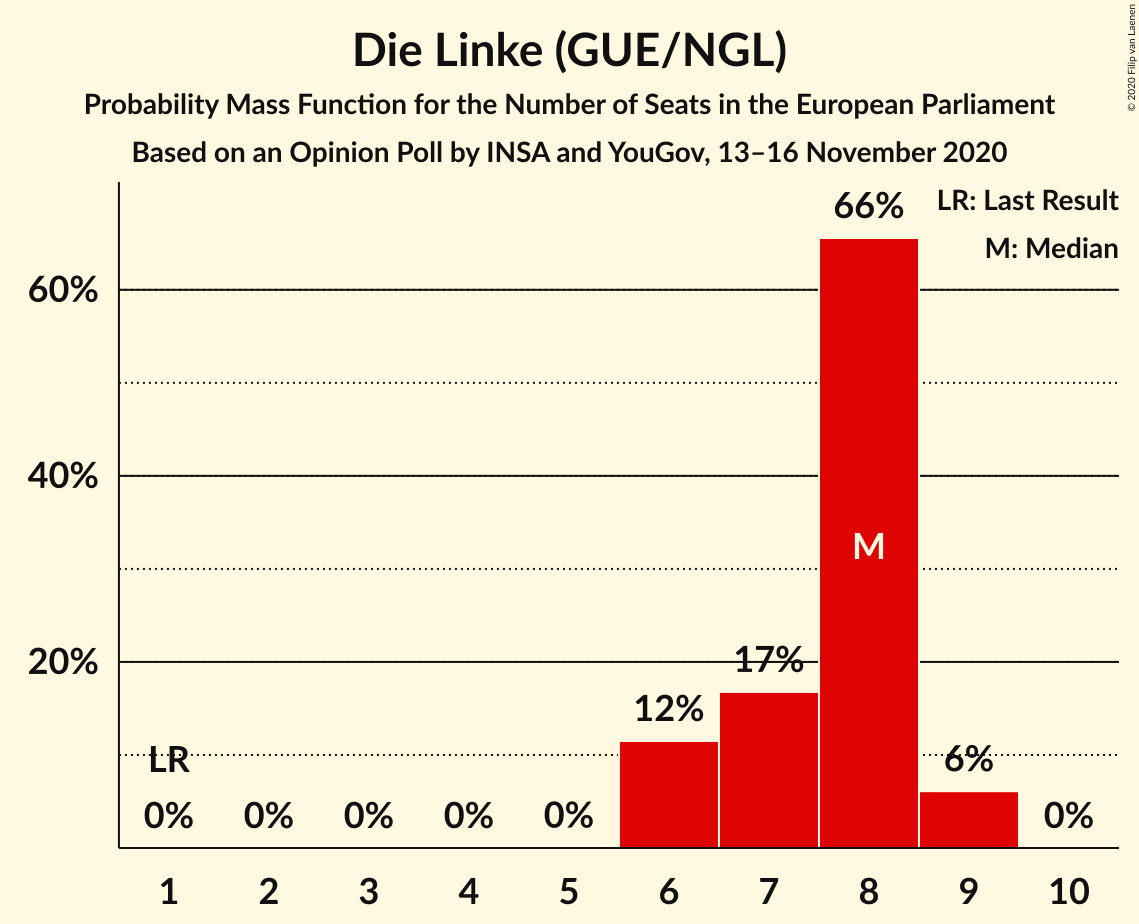 Die Linke (GUE/NGL)
Probability Mass Function for the Number of Seats in the European Parliament
Based on an Opinion Poll by INSA and YouGov, 13–16 November 2020
© 2020 Filip van Laenen
LR: Last Result
M: Median
66%
60%
40%
M
20%
17%
12%
LR
6%
0%
0%
0%
0%
0%
0%
1 2 3 4 5 6 7 8 9 10